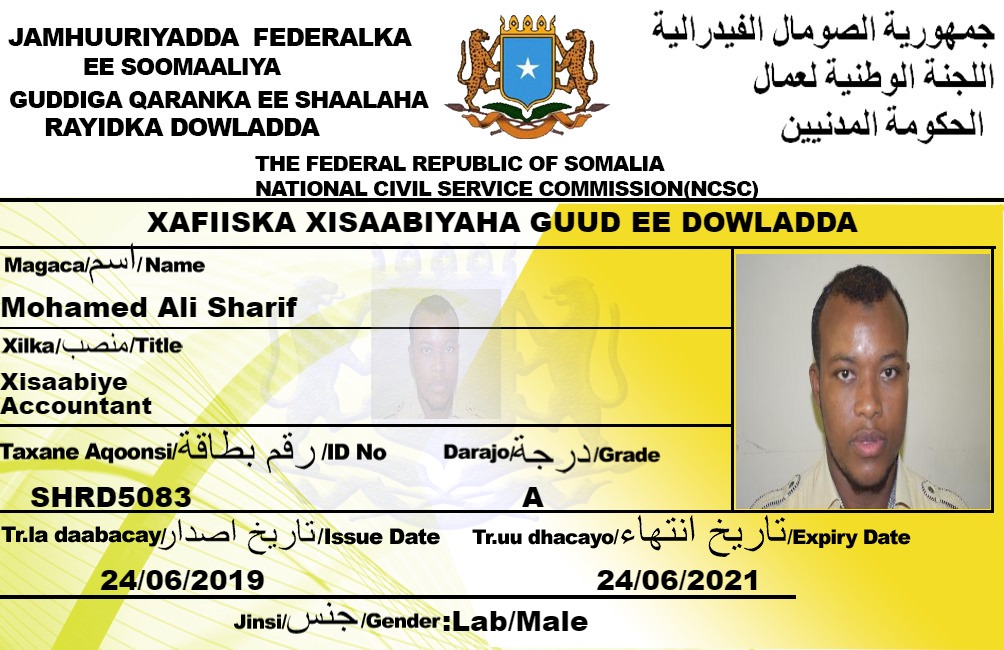 JAMHUURIYADDA FEDERALKA
EE SOOMAALIYA
GUDDIGA QARANKA EE SHAALAHA
RAYIDKA DOWLADDA
جمهورية الصومال الفيدرالية
اللجنة الوطنية لعمال
الحكومة المدنيين
THE FEDERAL REPUBLIC OF SOMALIA
NATIONAL CIVIL SERVICE COMMISSION(NCSC)
XAFIISKA XISAABIYAHA GUUD EE DOWLADDA
Magaca/اسم/Name
Mohamed Ali Sharif
Xilka/منصب/Title
Xisaabiye
Accountant
Taxane Aqoonsi/رقم بطاقة/ID No
Darajo/درجة/Grade
SHRD5083
A
Tr.la daabacay/تاريخ اصدار/Issue Date
Tr.uu dhacayo/تاريخ انتهاء/Expiry Date
24/06/2019
24/06/2021
Jinsi/جنس/Gender:Lab/Male